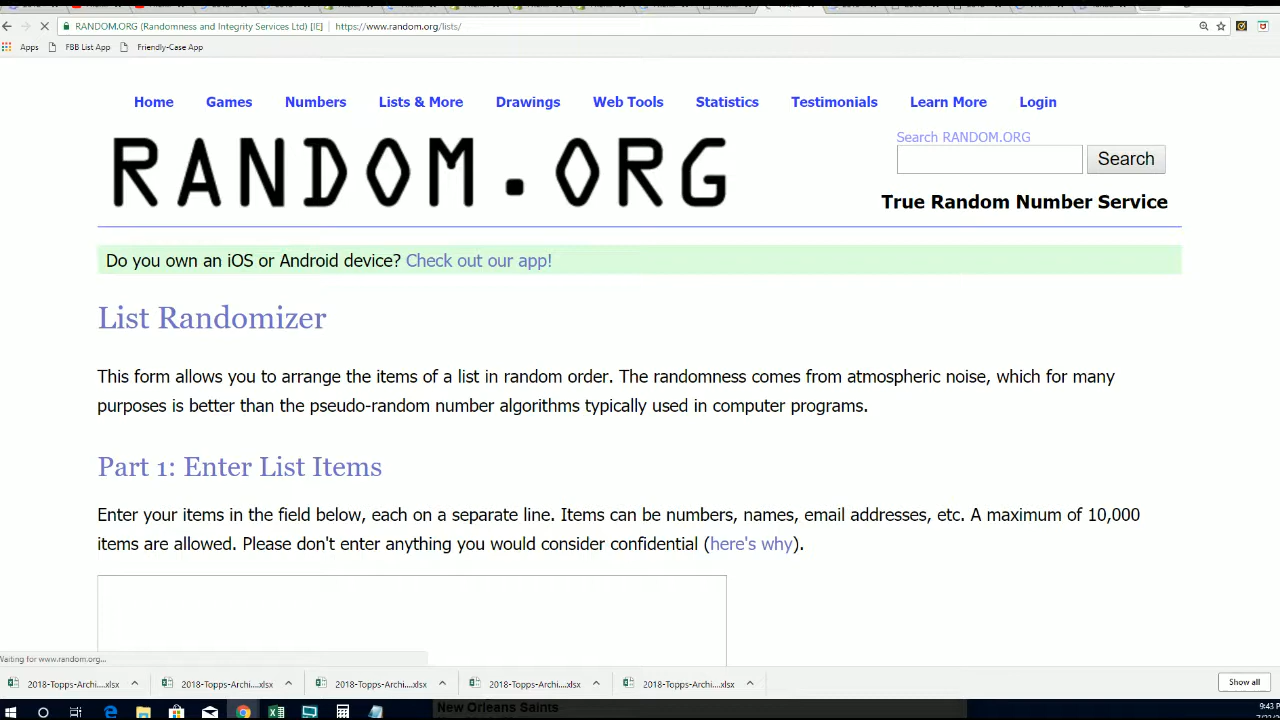 RANDOM.ORG (Randomness and Integrity Services Ltd) [IE] | https://www.random.org/lists/
Apps FBB List App Friendly-Case App
Home Games Numbers Lists & More Drawings Web Tools Statistics Testimonials Learn More Login
RANDOM.ORG
Search RANDOM.ORG
Search
True Random Number Service
Do you own an iOS or Android device? Check out our app!
List Randomizer
This form allows you to arrange the items of a list in random order. The randomness comes from atmospheric noise, which for many
purposes is better than the pseudo-random number algorithms typically used in computer programs.
Part 1: Enter List Items
Enter your items in the field below, each on a separate line. Items can be numbers, names, email addresses, etc. A maximum of 10,000
items are allowed. Please don't enter anything you would consider confidential (here's why).
Waiting for www.random.org...
2018-Topps-Archi....xlsx 2018-Topps-Archi....xlsx 2018-Topps-Archi....xlsx 2018-Topps-Archi....xlsx 2018-Topps-Archi....xlsx Show all
New Orleans Saints
9:43 P